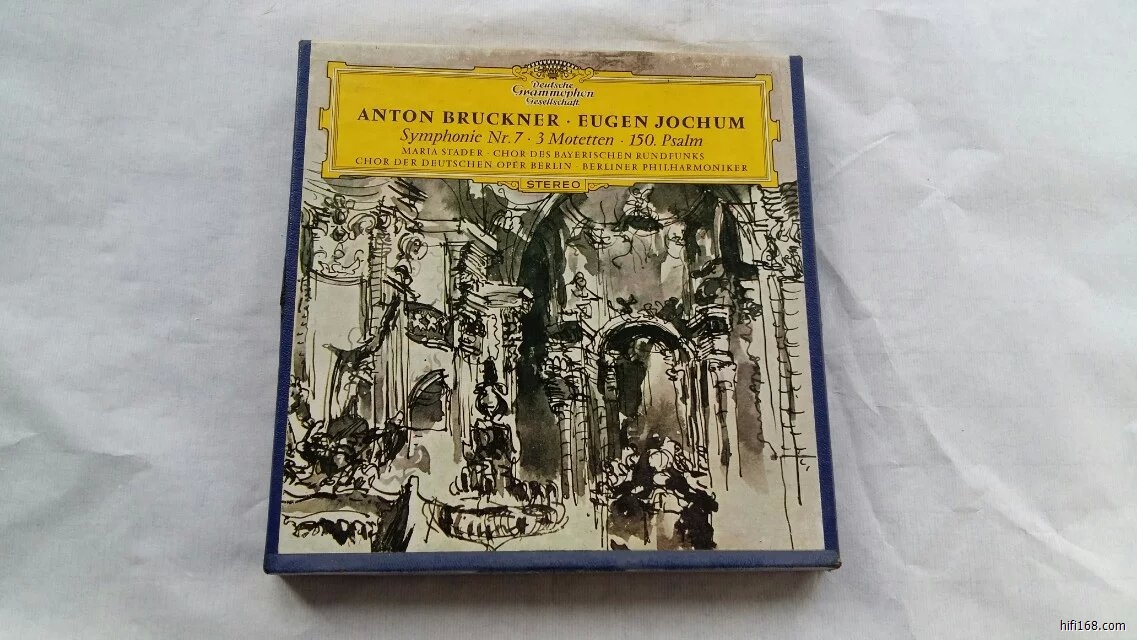 Deutsche
Grammophon
Gesellschaft
ANTON BRUCKNER · EUGEN JOCHUM
Symphonie Nr. 7 · 3 Motetten · 150. Psalm
MARIA STADER · CHOR DES BAYERISCHEN RUNDFUNKS
CHOR DER DEUTSCHEN OPER BERLIN · BERLINER PHILHARMONIKER
STEREO
hifi168.com